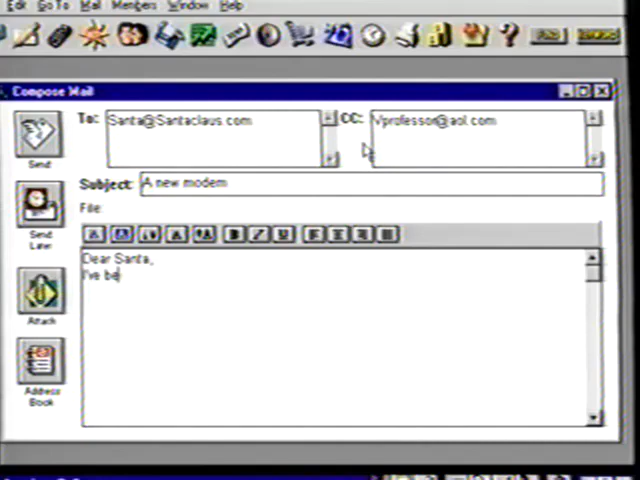 Edit Go To Mail Members Window Help
Compose Mail
To: Santa@Santaclaus.com CC: Vprofessor@aol.com
Send
Subject: A new modem
File:
Send
Later
Dear Santa,
I've be
Attach
Address
Book